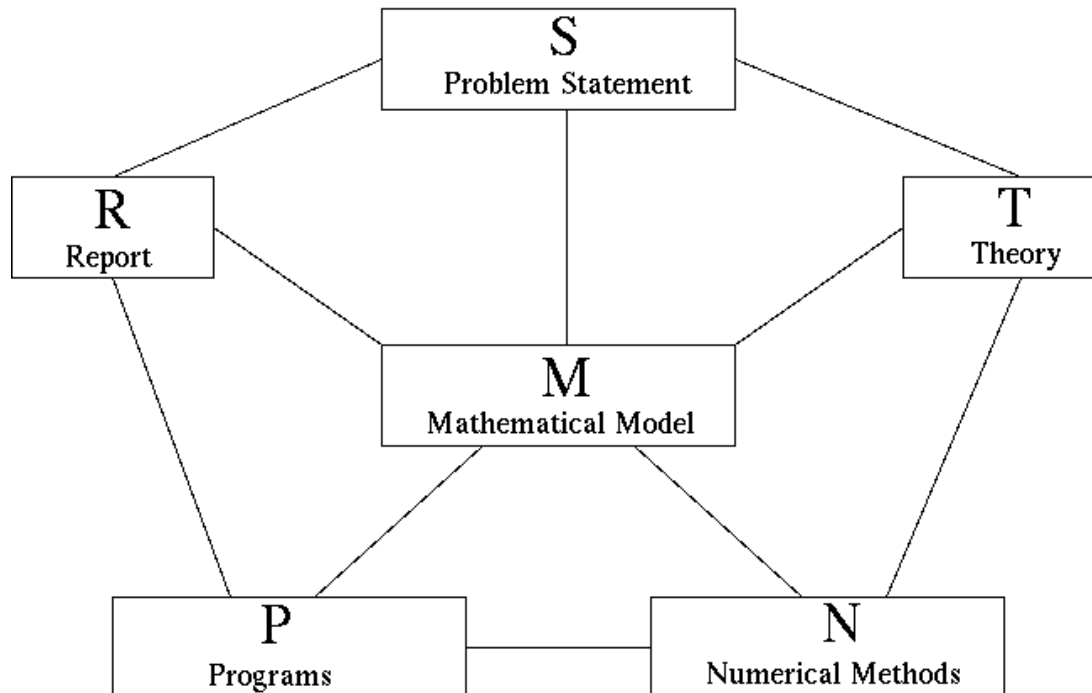 S
Problem Statement
R
Report
T
Theory
M
Mathematical Model
P
Programs
N
Numerical Methods